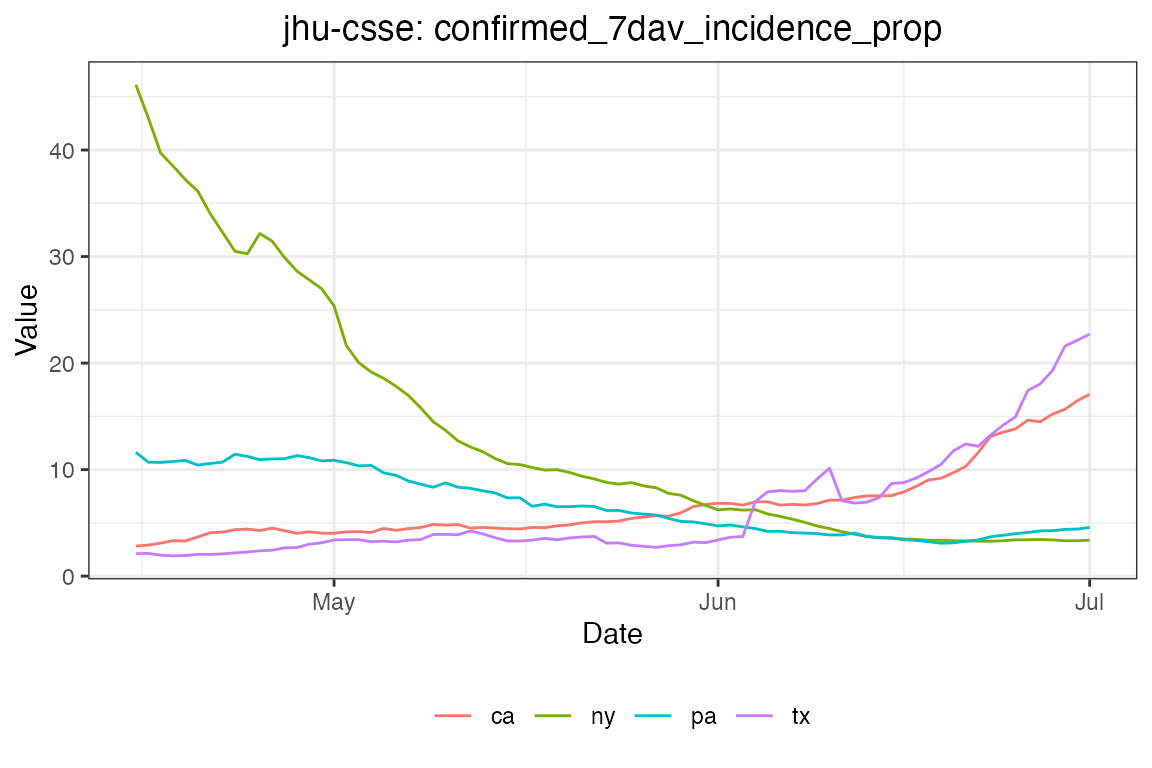 jhu-csse: confirmed_7dav_incidence_prop
Value
40
30
20
10
0
May Jun Jul
Date
ca ny pa tx